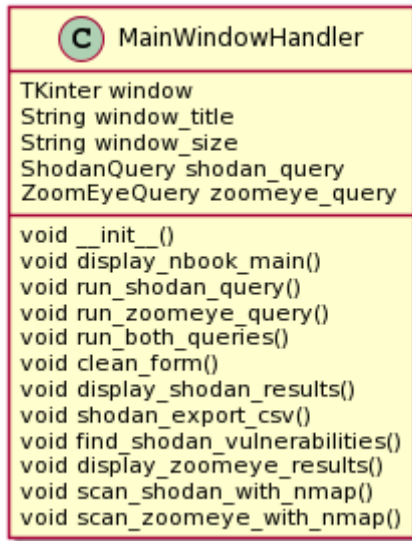 C MainWindowHandler
TKinter window
String window_title
String window_size
ShodanQuery shodan_query
ZoomEyeQuery zoomeye_query
void __init__()
void display_nbook_main()
void run_shodan_query()
void run_zoomeye_query()
void run_both_queries()
void clean_form()
void display_shodan_results()
void shodan_export_csv()
void find_shodan_vulnerabilities()
void display_zoomeye_results()
void scan_shodan_with_nmap()
void scan_zoomeye_with_nmap()